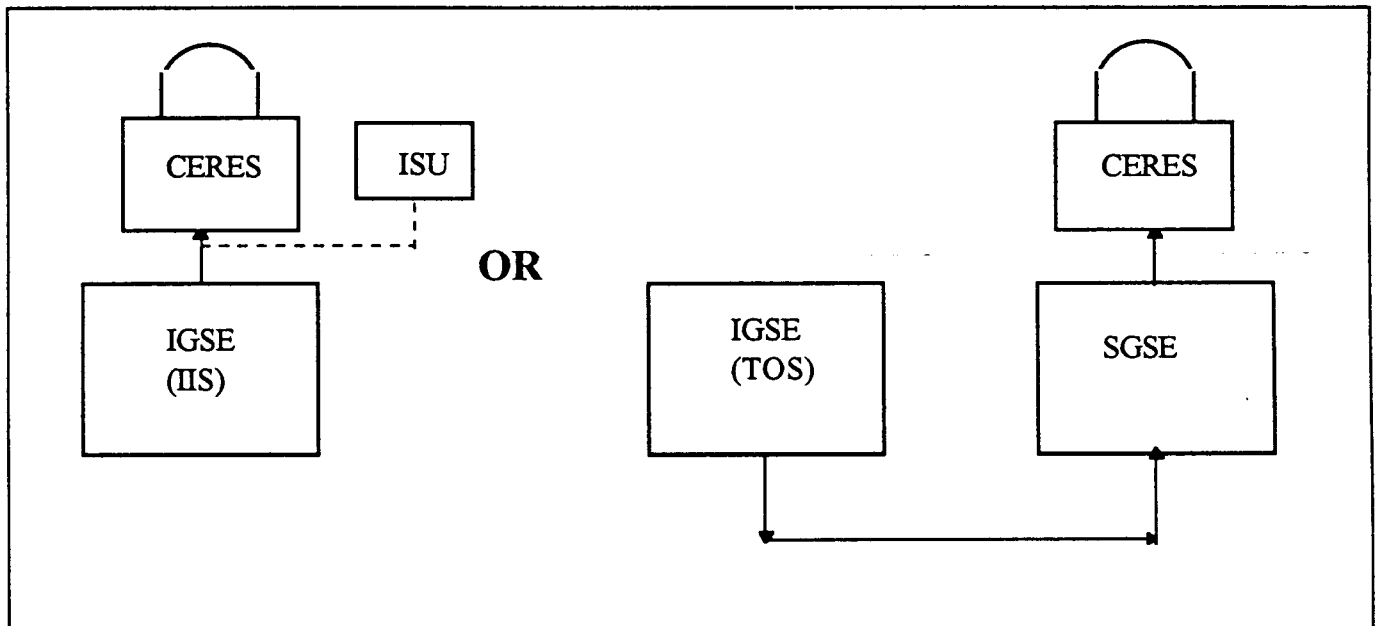 CERES
ISU
IGSE
(IIS)
OR
CERES
IGSE
(TOS)
SGSE